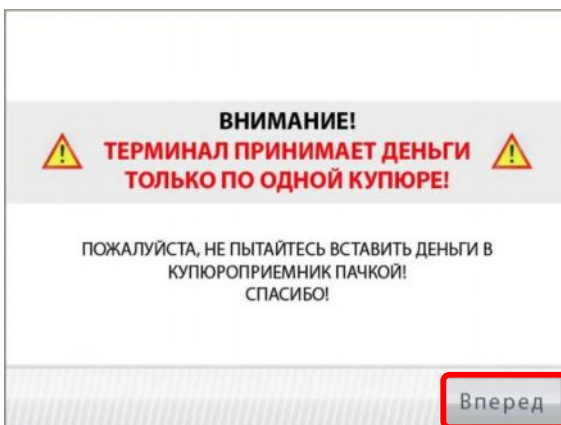 ВНИМАНИЕ!
ТЕРМИНАЛ ПРИНИМАЕТ ДЕНЬГИ
ТОЛЬКО ПО ОДНОЙ КУПЮРЕ!
ПОЖАЛУЙСТА, НЕ ПЫТАЙТЕСЬ ВСТАВИТЬ ДЕНЬГИ В
КУПЮРОПРИЕМНИК ПАЧКОЙ!
СПАСИБО!
Вперед